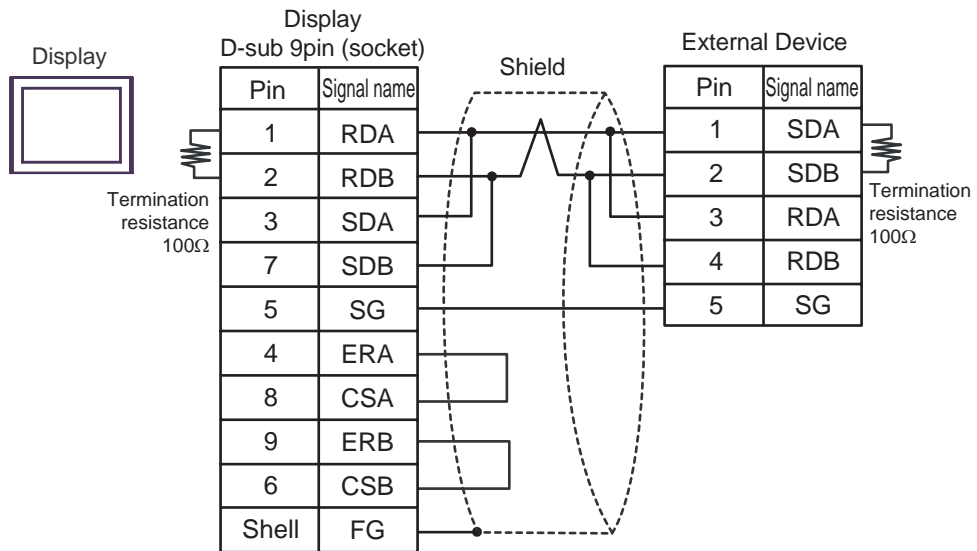 Display
Display
D-sub 9pin (socket)
Pin Signal name
1 RDA
2 RDB
3 SDA
7 SDB
5 SG
4 ERA
8 CSA
9 ERB
6 CSB
Shell FG
Termination
resistance
100Ω
Shield
External Device
Pin Signal name
1 SDA
2 SDB
3 RDA
4 RDB
5 SG
Termination
resistance
100Ω